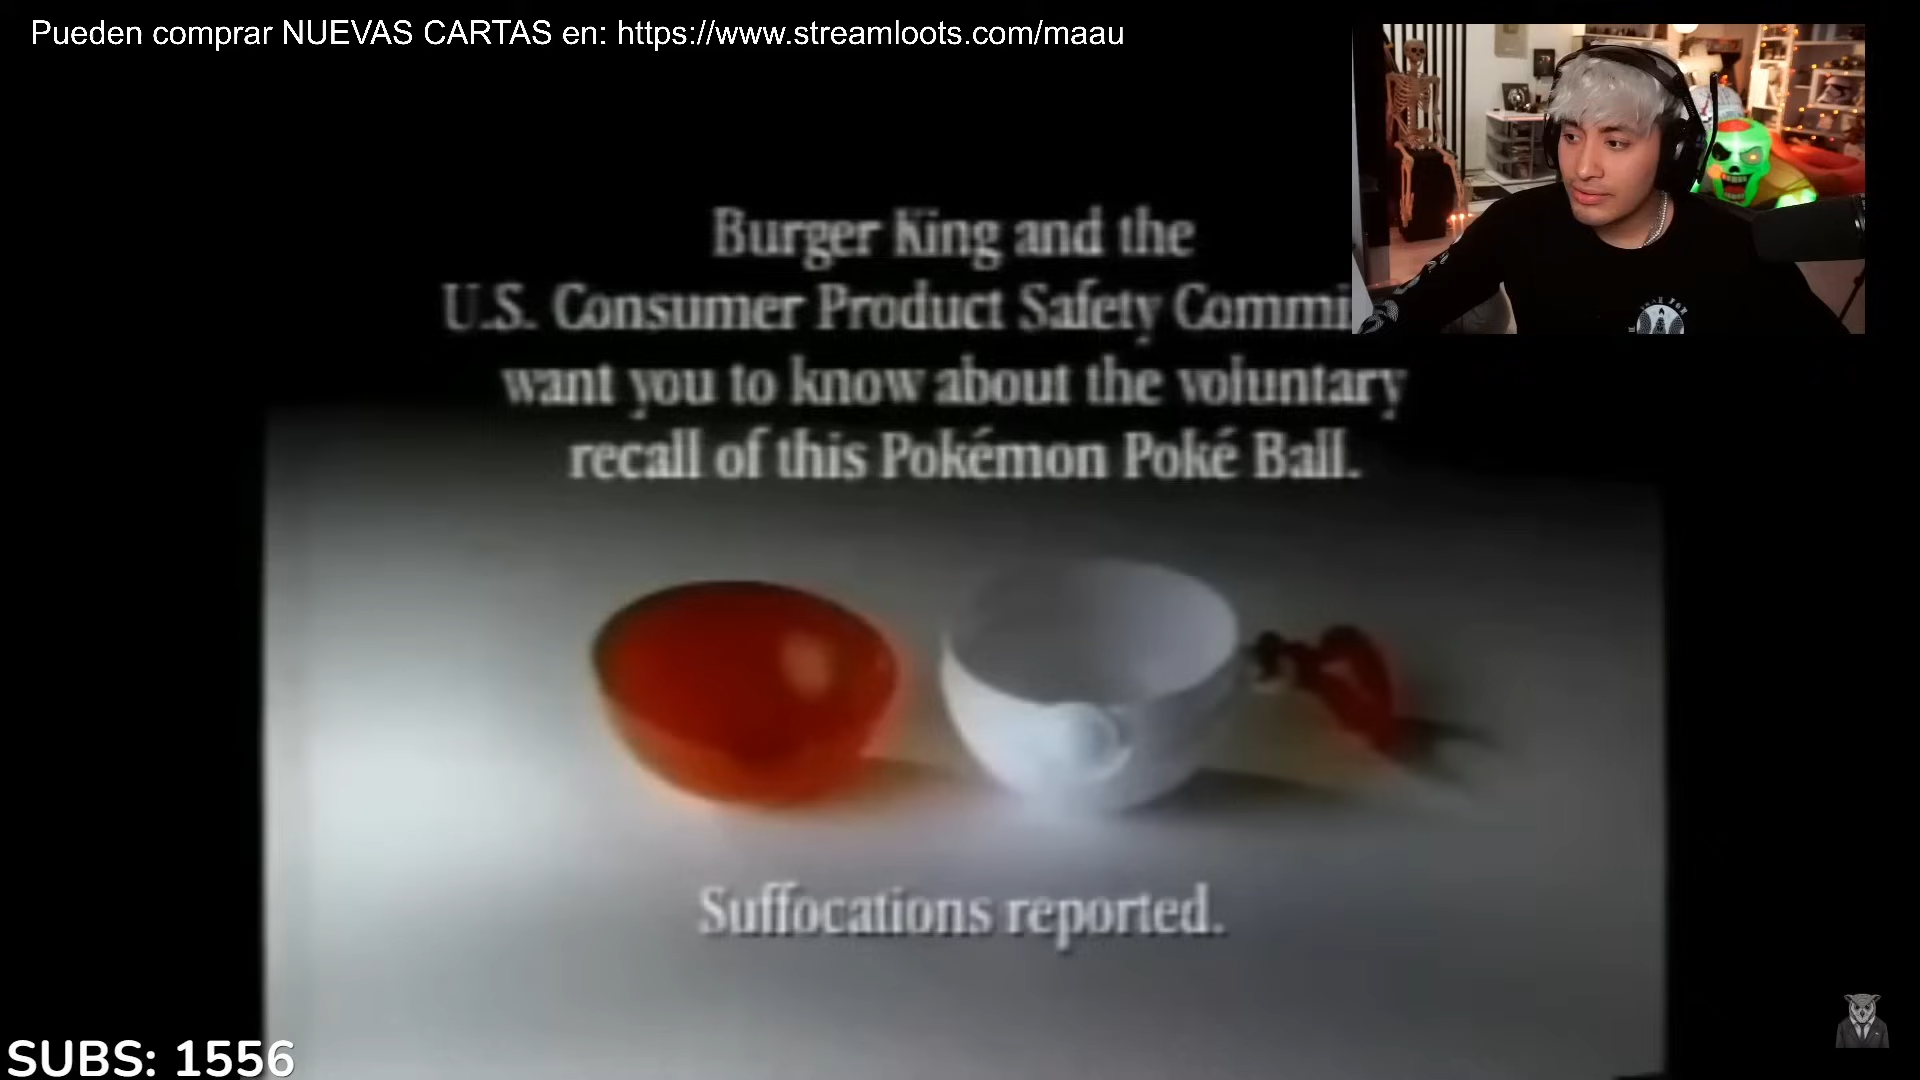 Pueden comprar NUEVAS CARTAS en: https://www.streamloots.com/maau
Burger King and the
U.S. Consumer Product Safety Commi
want you to know about the voluntary
recall of this Pokémon Poké Ball.
Suffocations reported.
SUBS: 1556